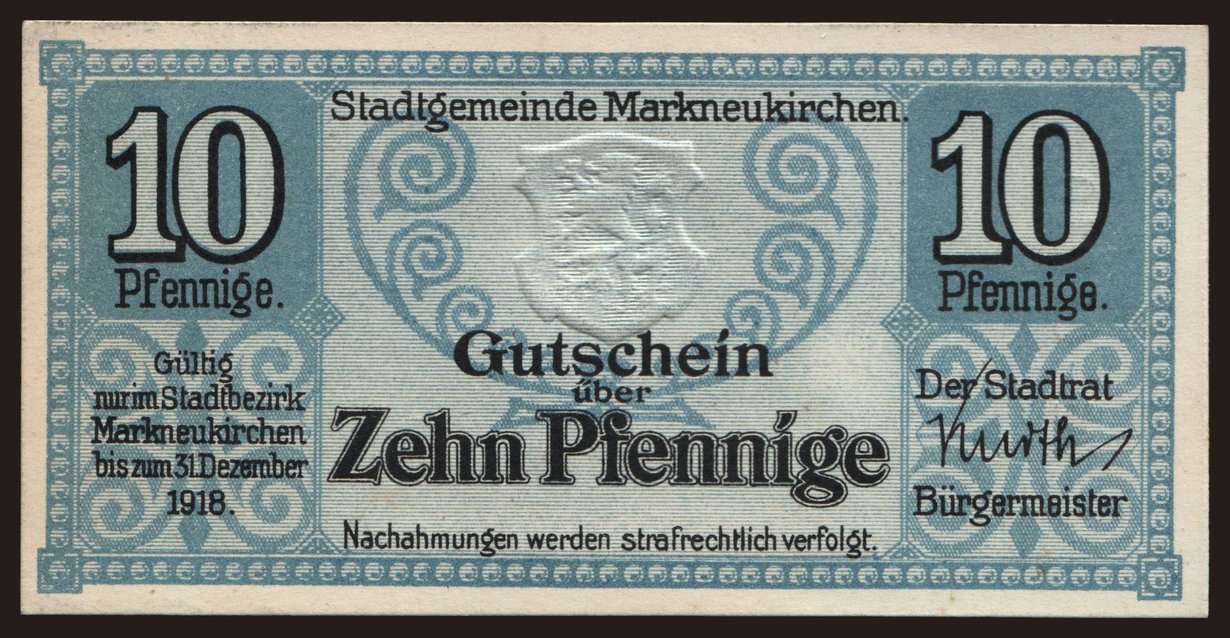 Stadtgemeinde Markneukirchen.
10
Pfennige.
10
Pfennige.
Gutschein
über
Zehn Pfennige
Gültig
nur im Stadtbezirk
Markneukirchen
bis zum 31. Dezember
1918.
Der Stadtrat
Kurth
Bürgermeister
Nachahmungen werden strafrechtlich verfolgt.